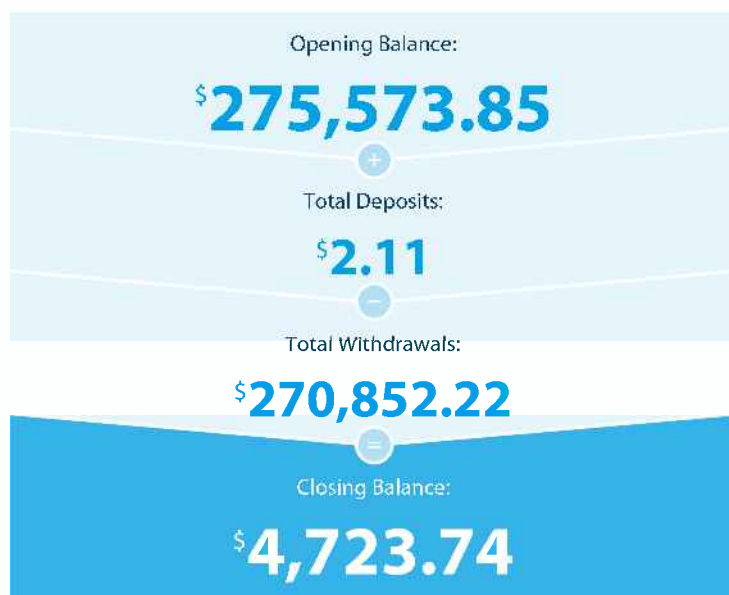 Opening Balance:
$275,573.85
+
Total Deposits:
$2.11
−
Total Withdrawals:
$270,852.22
=
Closing Balance:
$4,723.74